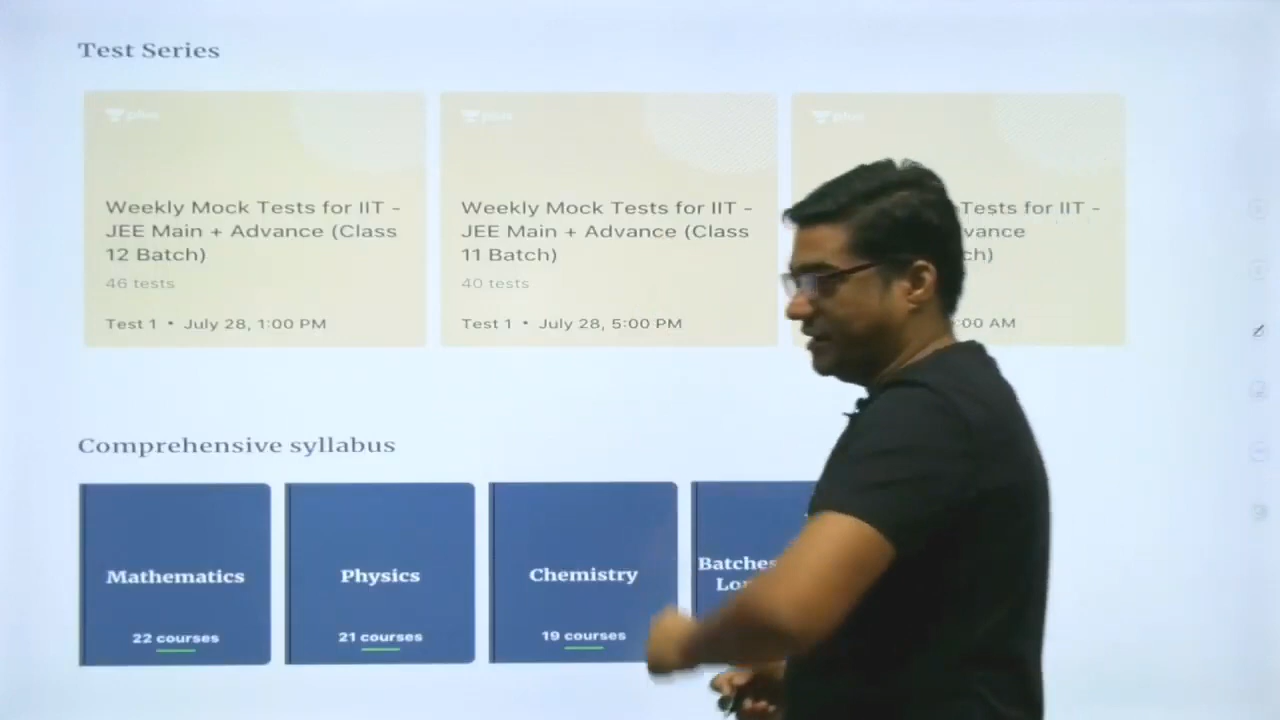 Test Series
plus
Weekly Mock Tests for IIT -
JEE Main + Advance (Class
12 Batch)
46 tests
Test 1 • July 28, 1:00 PM
plus
Weekly Mock Tests for IIT -
JEE Main + Advance (Class
11 Batch)
40 tests
Test 1 • July 28, 5:00 PM
plus
Tests for IIT -
vance
ch)
:00 AM
Comprehensive syllabus
Mathematics
22 courses
Physics
21 courses
Chemistry
19 courses
Batches